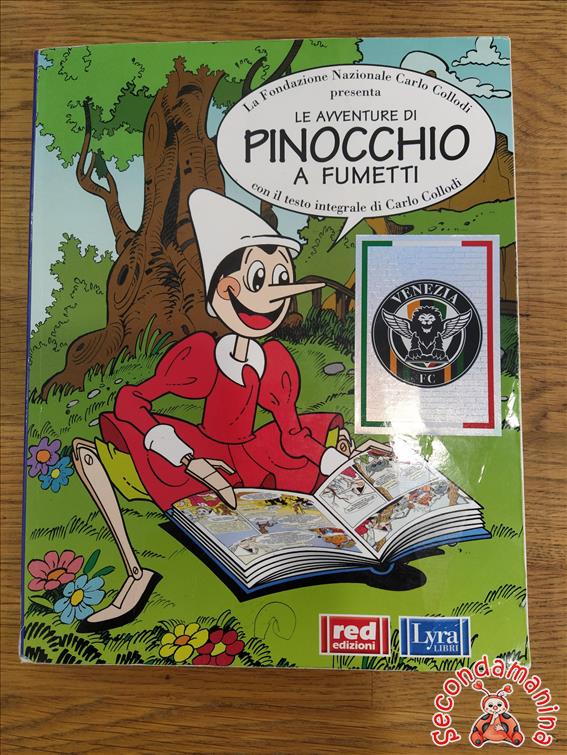 La Fondazione Nazionale Carlo Collodi
presenta
LE AVVENTURE DI
PINOCCHIO
A FUMETTI
con il testo integrale di Carlo Collodi
VENEZIA
FC
red
edizioni
Lyra
LIBRI
Secondamanina